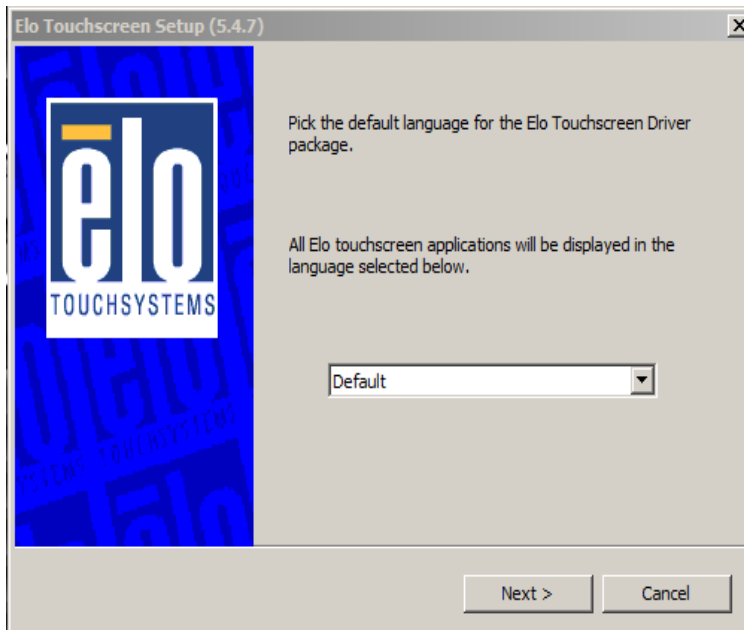 Elo Touchscreen Setup (5.4.7)
elo
TOUCHSYSTEMS
Pick the default language for the Elo Touchscreen Driver
package.
All Elo touchscreen applications will be displayed in the
language selected below.
Default
Next >
Cancel